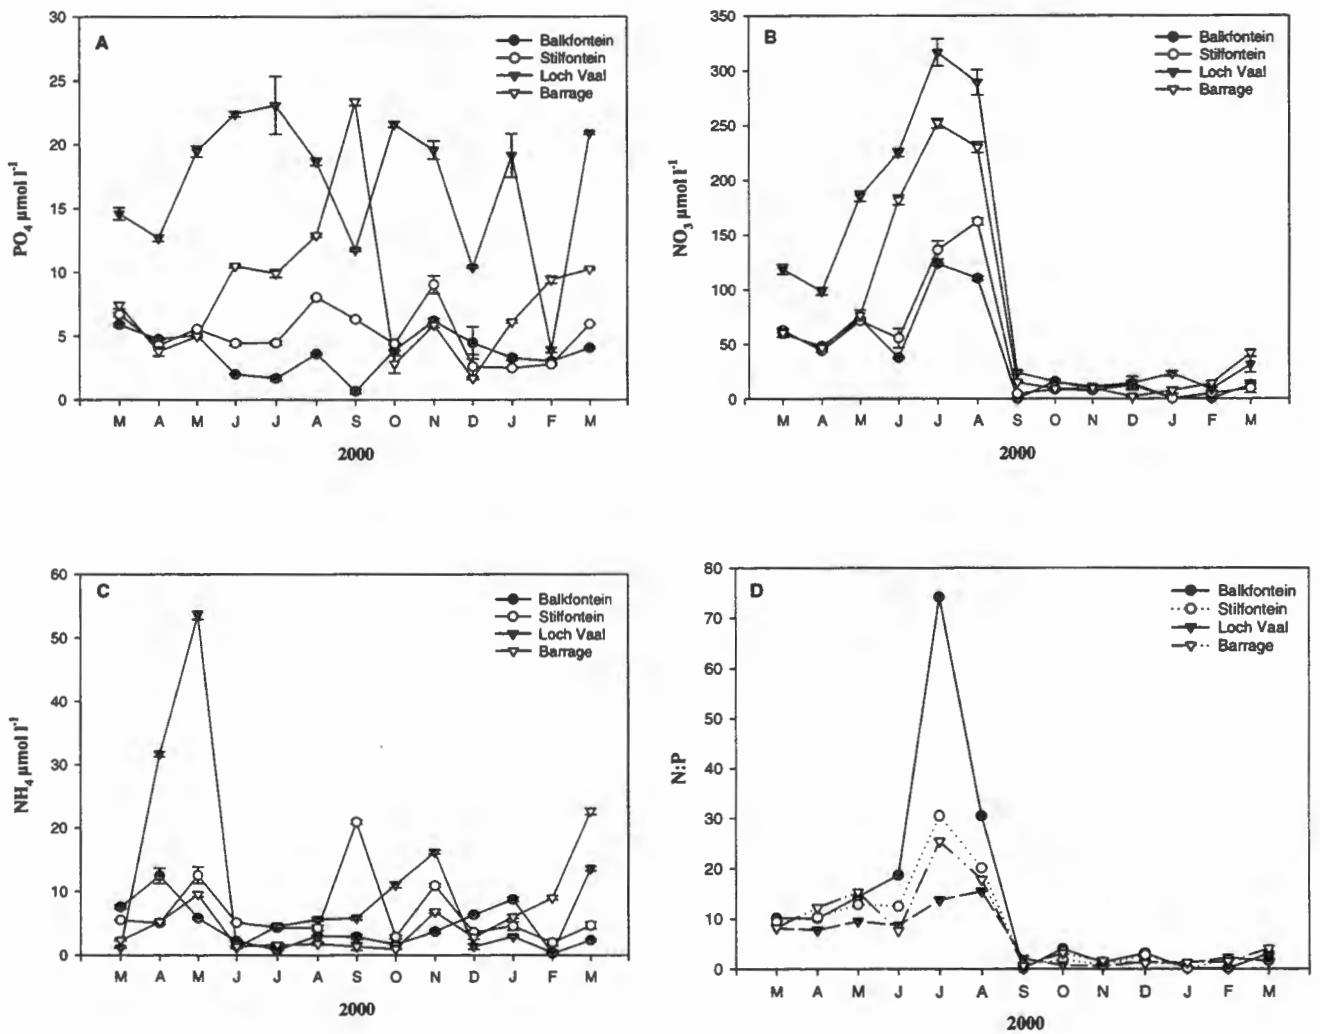 A
Balkfontein
Stilfontein
Loch Vaal
Barrage
30
25
20
15
10
5
0
PO4 µmol l-1
M A M J J A S O N D J F M
2000
B
Balkfontein
Stilfontein
Loch Vaal
Barrage
350
300
250
200
150
100
50
0
NO3 µmol l-1
M A M J J A S O N D J F M
2000
C
Balkfontein
Stilfontein
Loch Vaal
Barrage
60
50
40
30
20
10
0
NH4 µmol l-1
M A M J J A S O N D J F M
2000
D
Balkfontein
Stilfontein
Loch Vaal
Barrage
80
70
60
50
40
30
20
10
0
N:P
M A M J J A S O N D J F M
2000